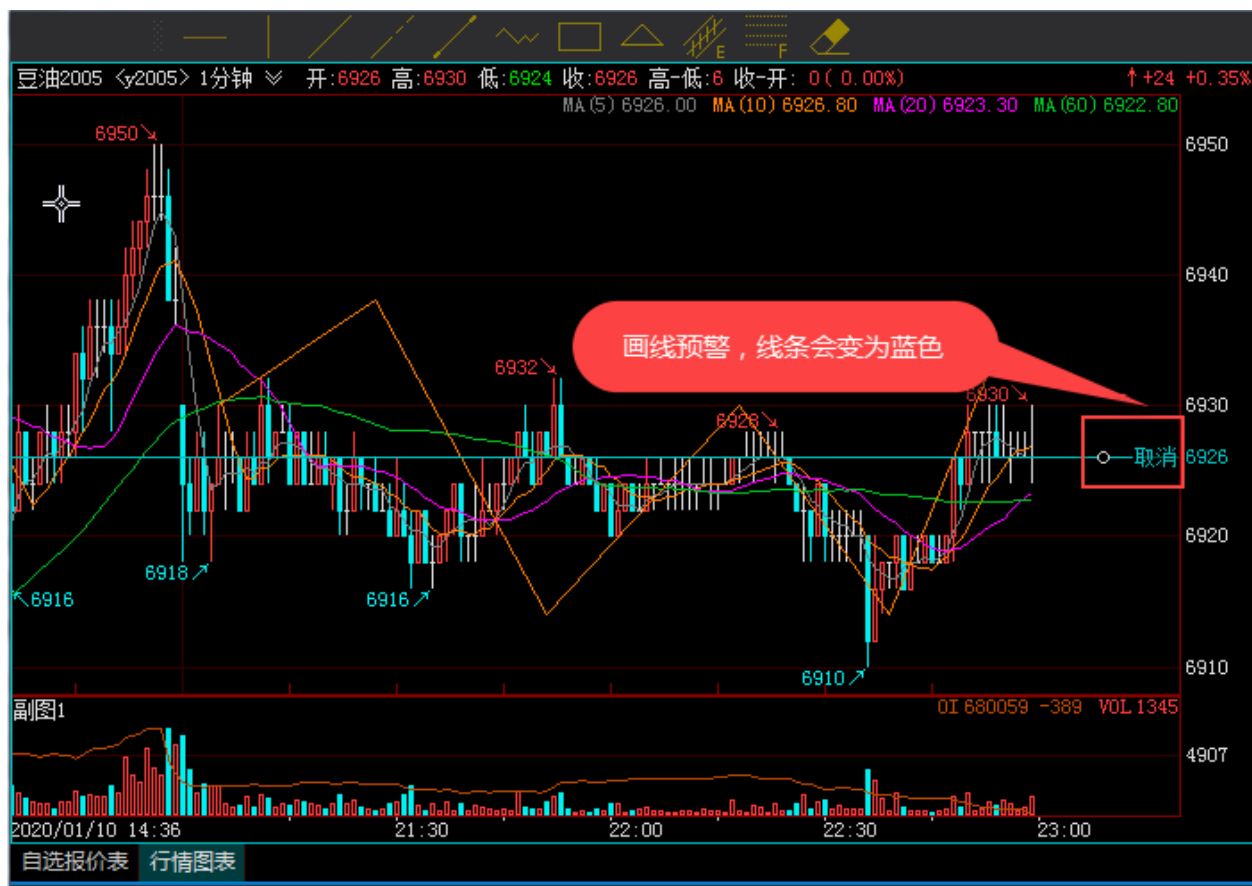 E F
豆油2005 <y2005> 1分钟 开:6926 高:6930 低:6924 收:6926 高-低:6 收-开: 0( 0.00%) ↑+24 +0.35%
MA(5) 6926.00 MA(10) 6926.80 MA(20) 6923.30 MA(60) 6922.80
6950 6950
6940
画线预警，线条会变为蓝色
6932
6930 6930
6928
取消 6926
6920
6918
6916 6916
6910 6910
副图1 OI 680059 -389 VOL 1345
4907
2020/01/10 14:36 21:30 22:00 22:30 23:00
自选报价表 行情图表